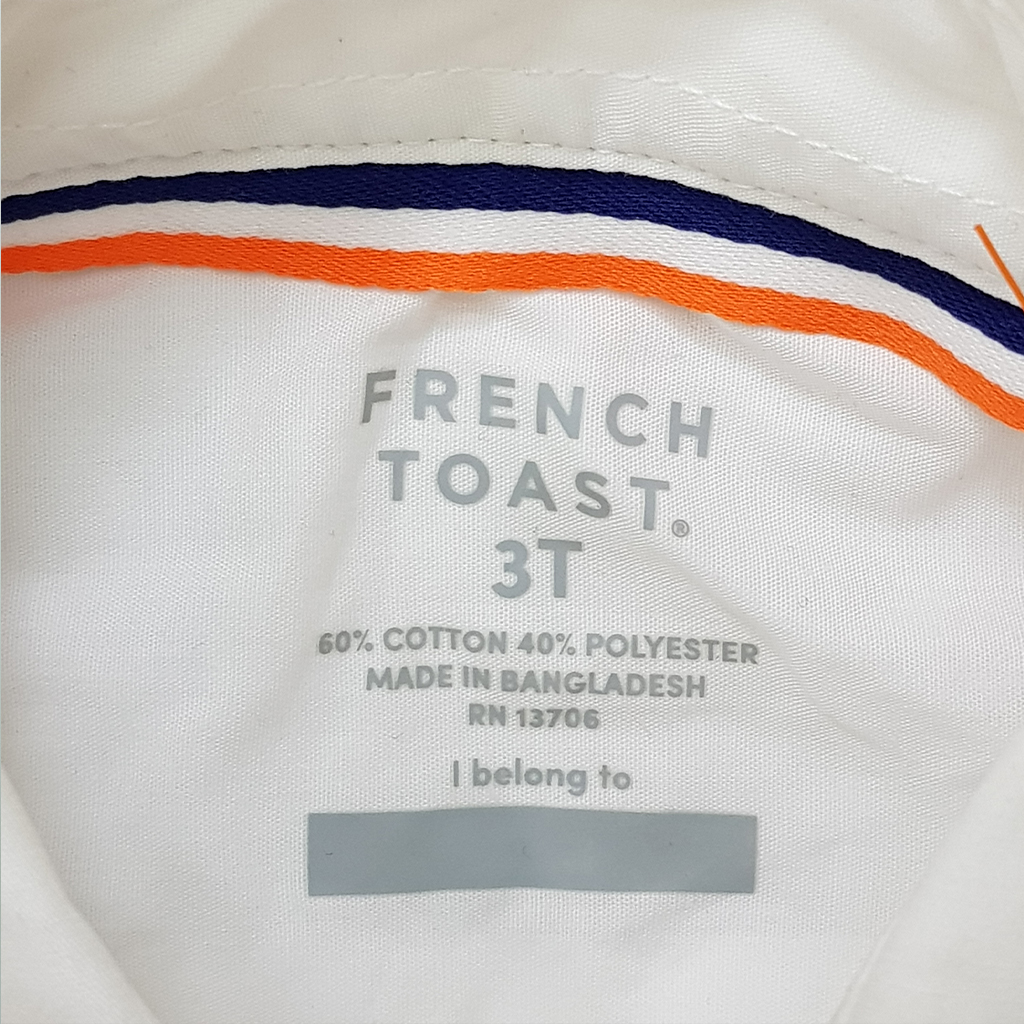 FRENCH
TOAST®
3T
60% COTTON 40% POLYESTER
MADE IN BANGLADESH
RN 13706
I belong to